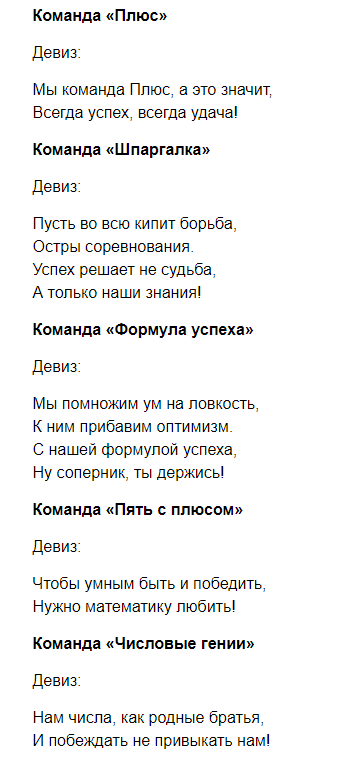 Команда «Плюс»
Девиз:
Мы команда Плюс, а это значит,
Всегда успех, всегда удача!
Команда «Шпаргалка»
Девиз:
Пусть во всю кипит борьба,
Остры соревнования.
Успех решает не судьба,
А только наши знания!
Команда «Формула успеха»
Девиз:
Мы помножим ум на ловкость,
К ним прибавим оптимизм.
С нашей формулой успеха,
Ну соперник, ты держись!
Команда «Пять с плюсом»
Девиз:
Чтобы умным быть и победить,
Нужно математику любить!
Команда «Числовые гении»
Девиз:
Нам числа, как родные братья,
И побеждать не привыкать нам!